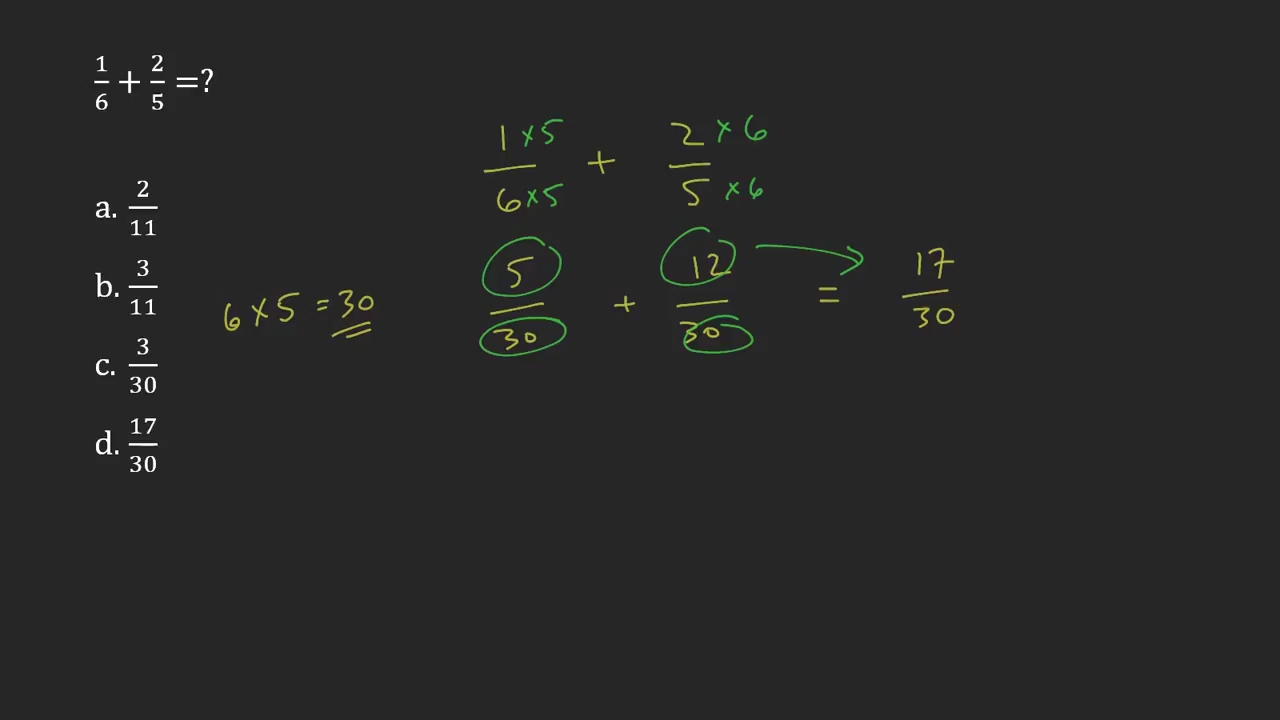 1/6 + 2/5 =?
a. 2/11
b. 3/11
c. 3/30
d. 17/30
6 × 5 = 30
1 × 5 / 6 × 5 + 2 × 6 / 5 × 6
5/30 + 12/30 = 17/30